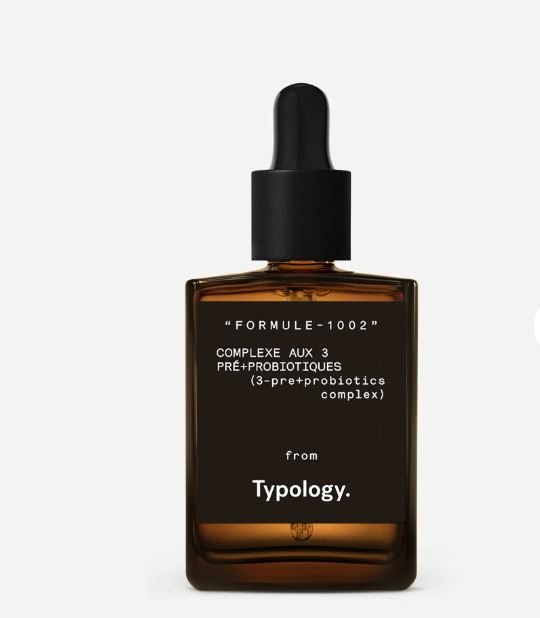 “FORMULE-1002”
COMPLEXE AUX 3
PRÉ+PROBIOTIQUES
(3-pre+probiotics
complex)
from
Typology.